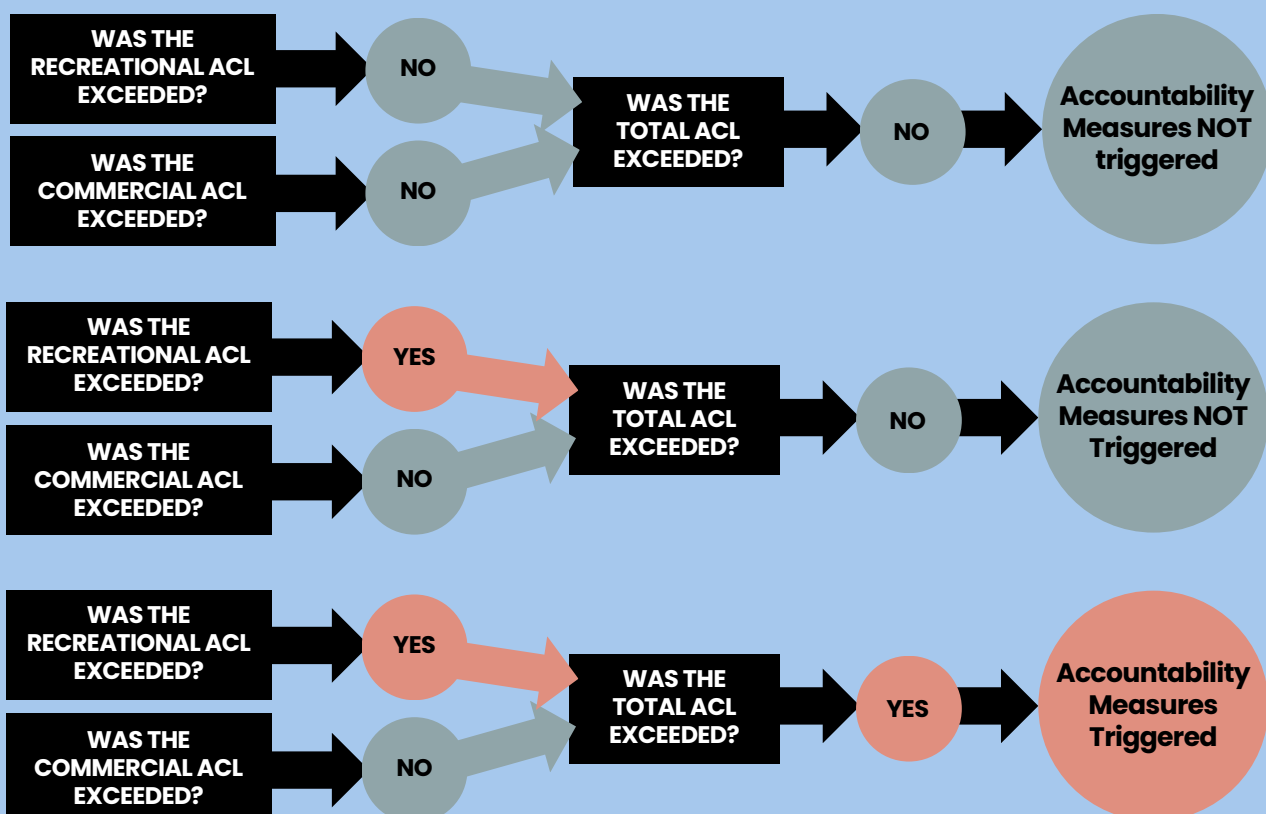 WAS THE
RECREATIONAL ACL
EXCEEDED?
NO
WAS THE
COMMERCIAL ACL
EXCEEDED?
NO
WAS THE
TOTAL ACL
EXCEEDED?
NO
Accountability
Measures NOT
triggered
WAS THE
RECREATIONAL ACL
EXCEEDED?
YES
WAS THE
COMMERCIAL ACL
EXCEEDED?
NO
WAS THE
TOTAL ACL
EXCEEDED?
NO
Accountability
Measures NOT
Triggered
WAS THE
RECREATIONAL ACL
EXCEEDED?
YES
WAS THE
COMMERCIAL ACL
EXCEEDED?
NO
WAS THE
TOTAL ACL
EXCEEDED?
YES
Accountability
Measures
Triggered